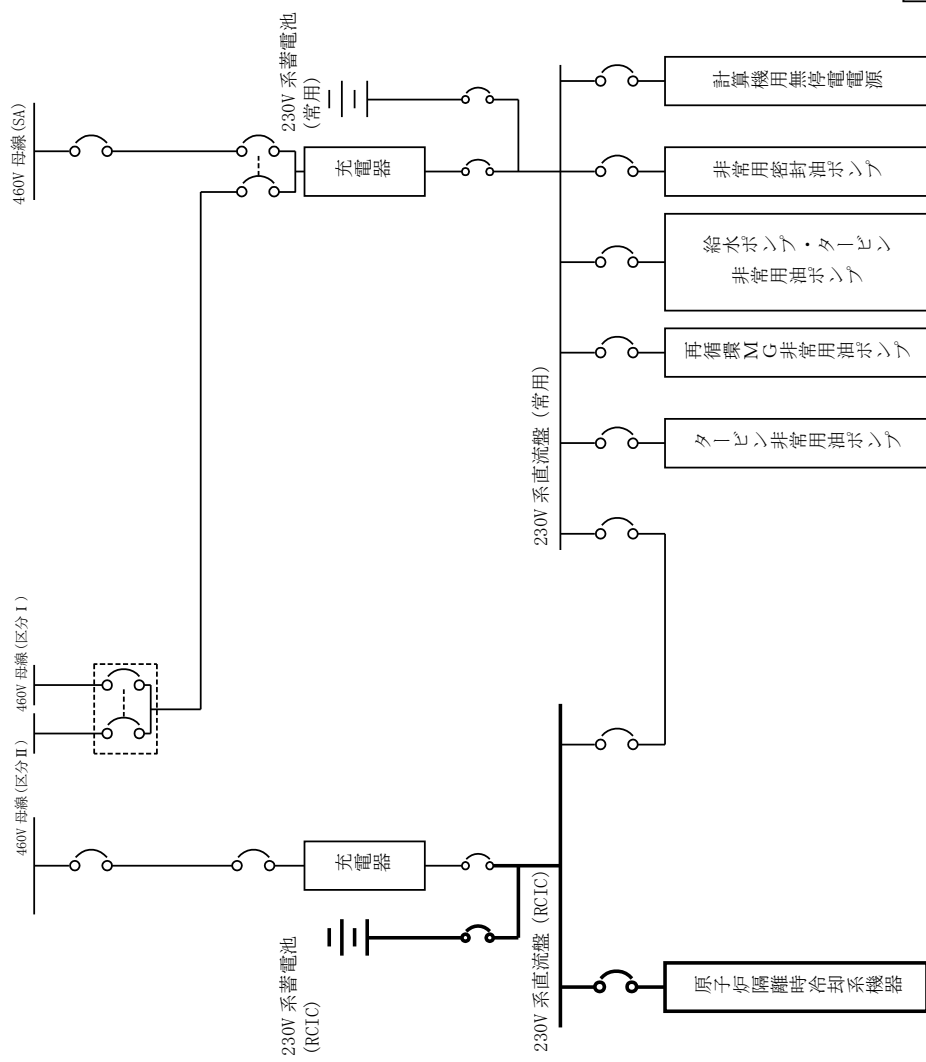 460V 母線(区分Ⅱ)
460V 母線(区分Ⅰ)
460V 母線(SA)
230V 系蓄電池
(RCIC)
充電器
充電器
230V 系蓄電池
(常用)
230V 系直流盤 (RCIC)
230V 系直流盤 (常用)
原子炉隔離時冷却系機器
タービン非常用油ポンプ
再循環MG非常用油ポンプ
給水ポンプ・タービン
非常用油ポンプ
非常用密封油ポンプ
計算機用無停電電源